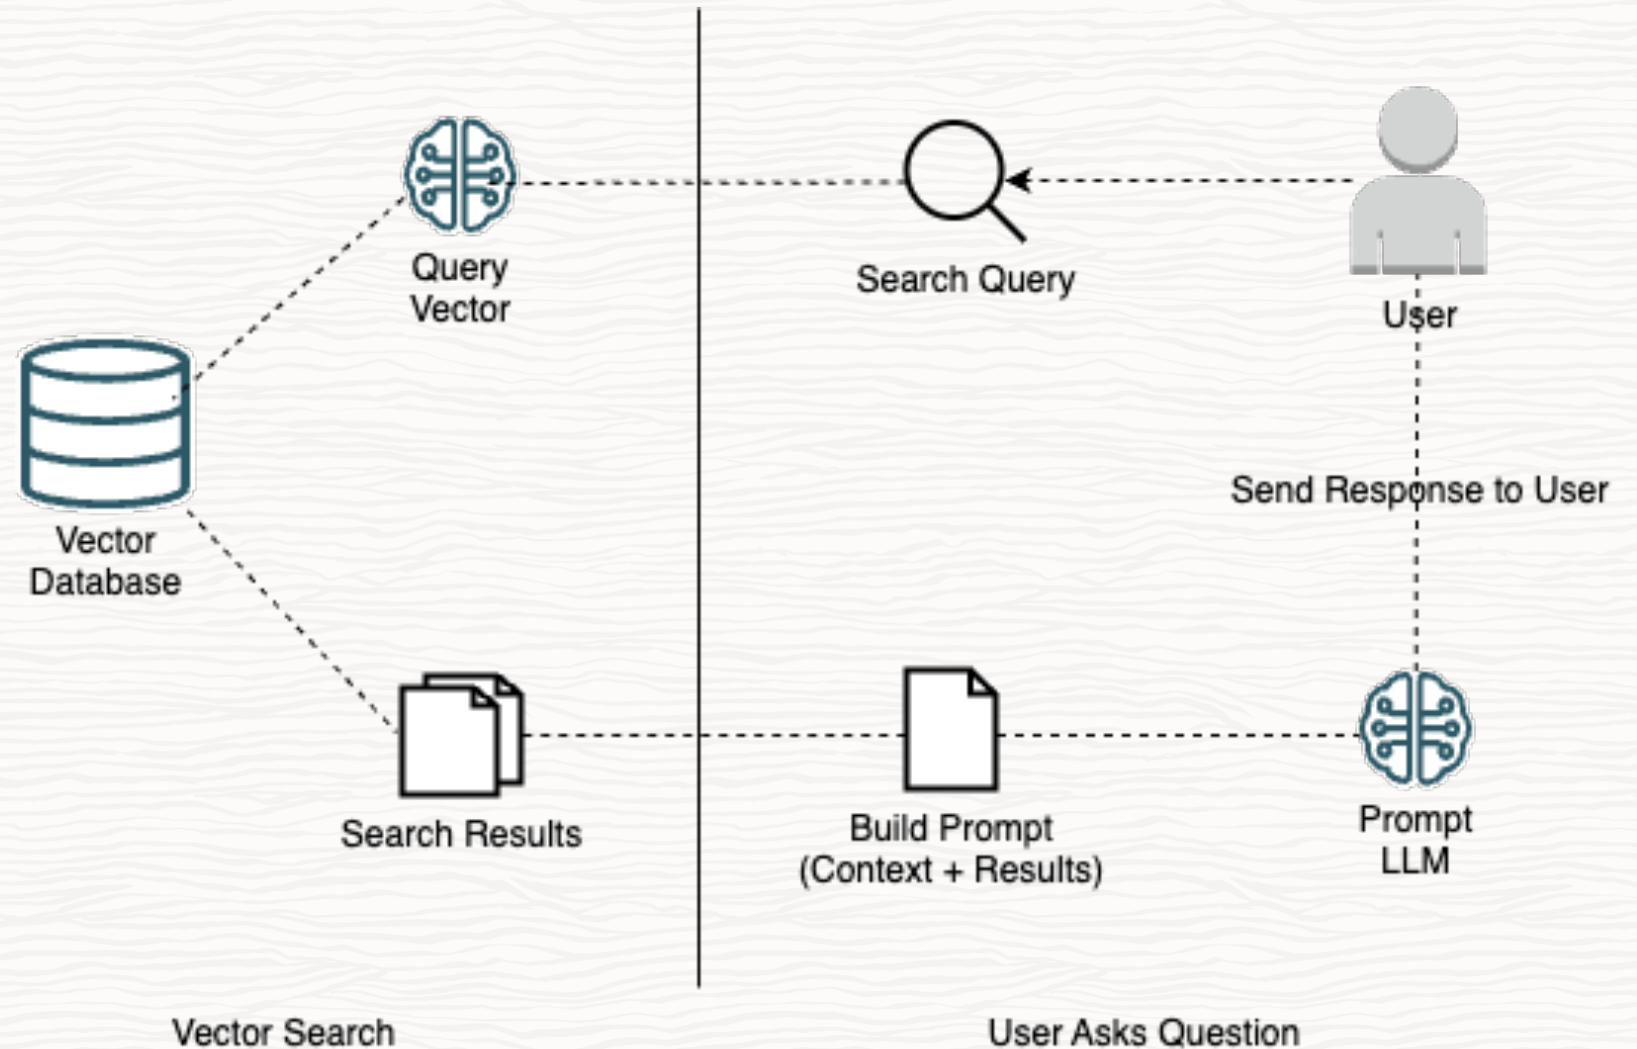 Query
Vector
Search Query
User
Send Response to User
Vector
Database
Search Results
Build Prompt
(Context + Results)
Prompt
LLM
Vector Search
User Asks Question